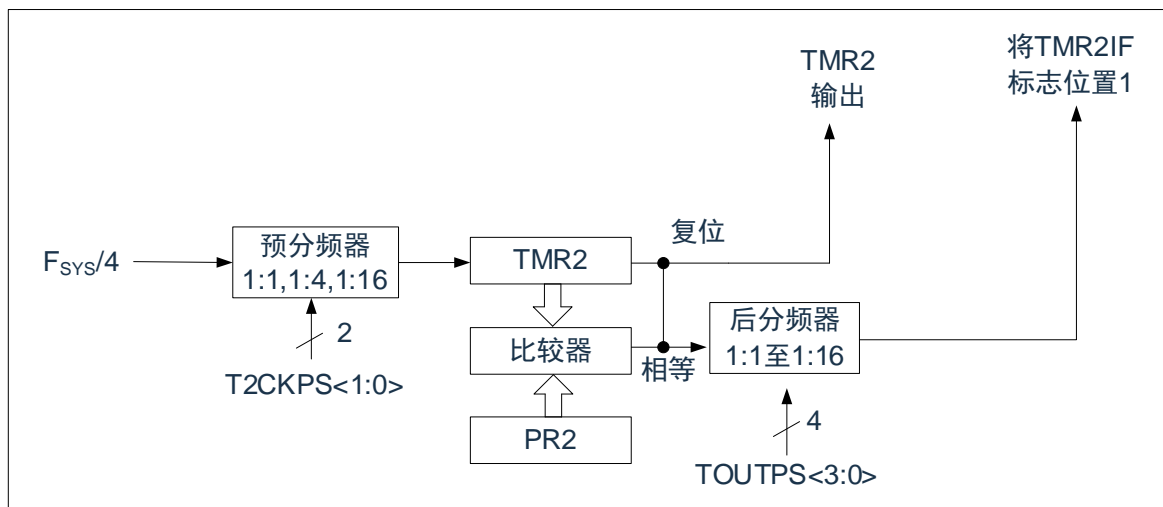 TMR2
输出
将TMR2IF
标志位置1
F_SYS/4
预分频器
1:1,1:4,1:16
TMR2
复位
2
T2CKPS<1:0>
比较器
相等
后分频器
1:1至1:16
PR2
4
TOUTPS<3:0>